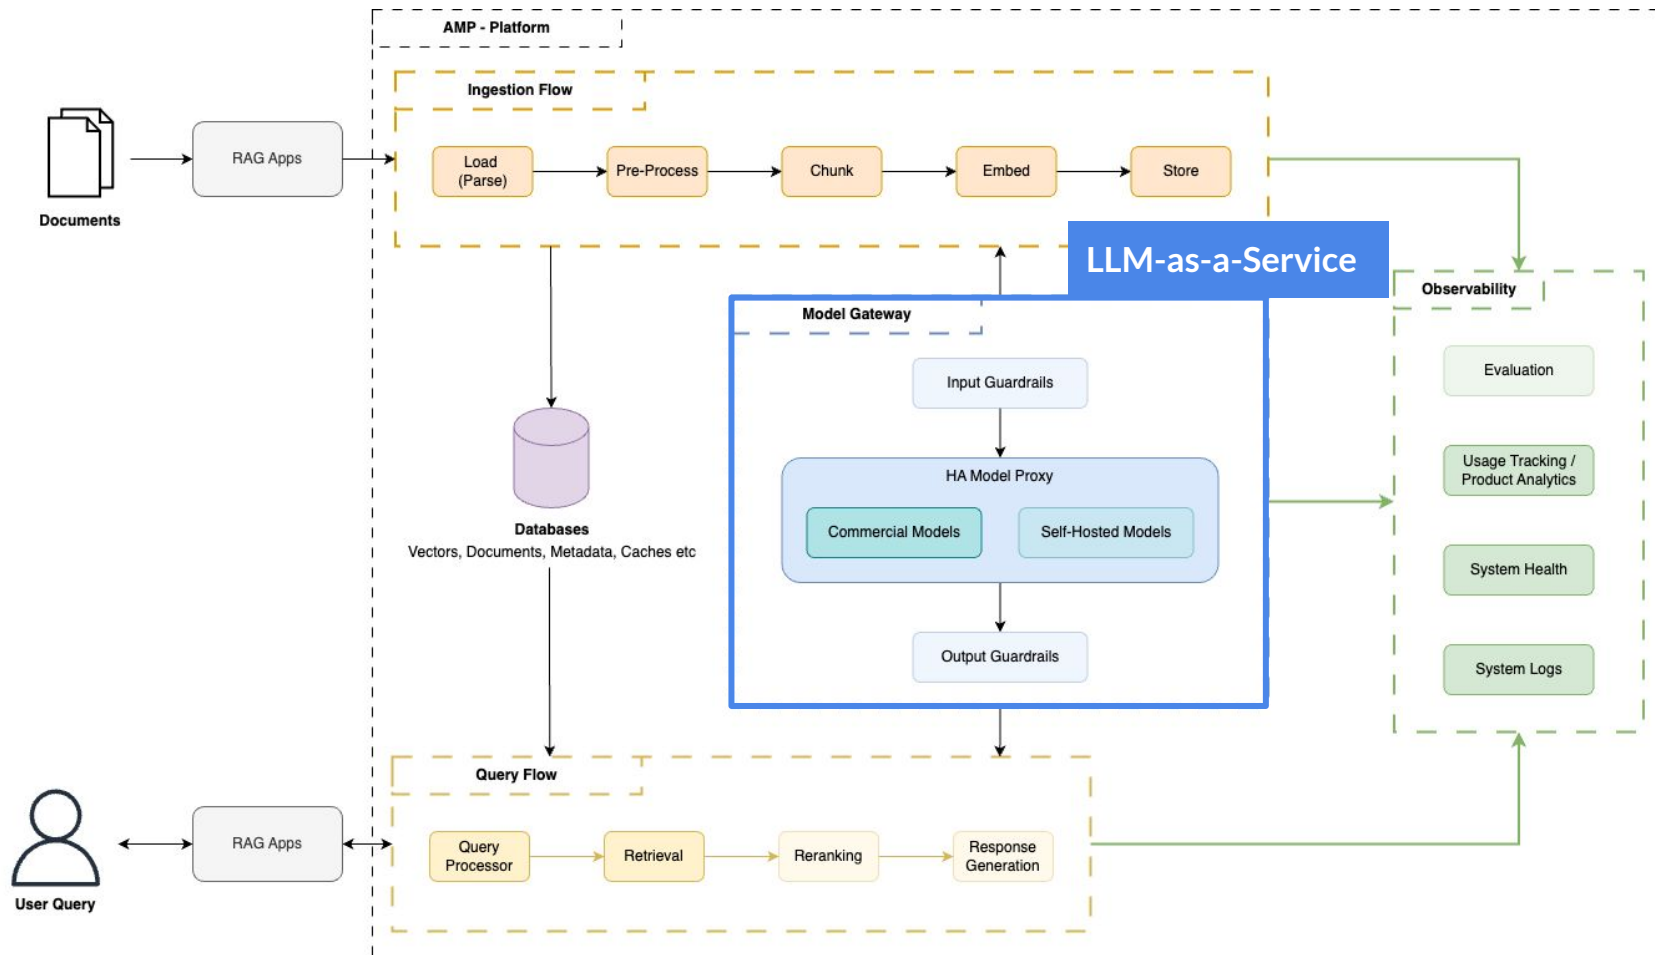 AMP - Platform
Ingestion Flow
Documents
RAG Apps
Load
(Parse)
Pre-Process
Chunk
Embed
Store
LLM-as-a-Service
Model Gateway
Input Guardrails
HA Model Proxy
Commercial Models
Self-Hosted Models
Output Guardrails
Databases
Vectors, Documents, Metadata, Caches etc
Observability
Evaluation
Usage Tracking /
Product Analytics
System Health
System Logs
User Query
RAG Apps
Query Flow
Query
Processor
Retrieval
Reranking
Response
Generation